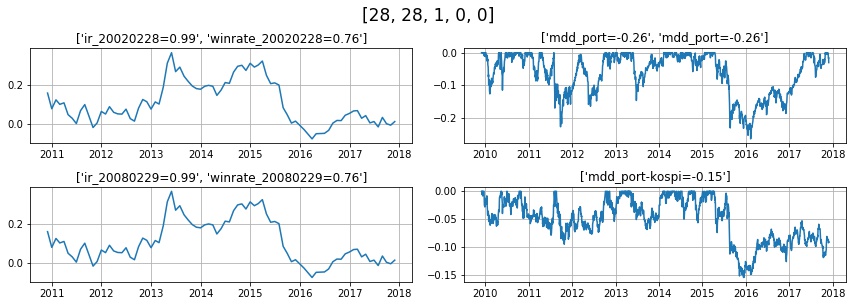 [28, 28, 1, 0, 0]
['ir_20020228=0.99', 'winrate_20020228=0.76']
0.2
0.0
2011 2012 2013 2014 2015 2016 2017 2018
['mdd_port=-0.26', 'mdd_port=-0.26']
0.0
−0.1
−0.2
2010 2011 2012 2013 2014 2015 2016 2017 2018
['ir_20080229=0.99', 'winrate_20080229=0.76']
0.2
0.0
2011 2012 2013 2014 2015 2016 2017 2018
['mdd_port-kospi=-0.15']
0.00
−0.05
−0.10
−0.15
2010 2011 2012 2013 2014 2015 2016 2017 2018